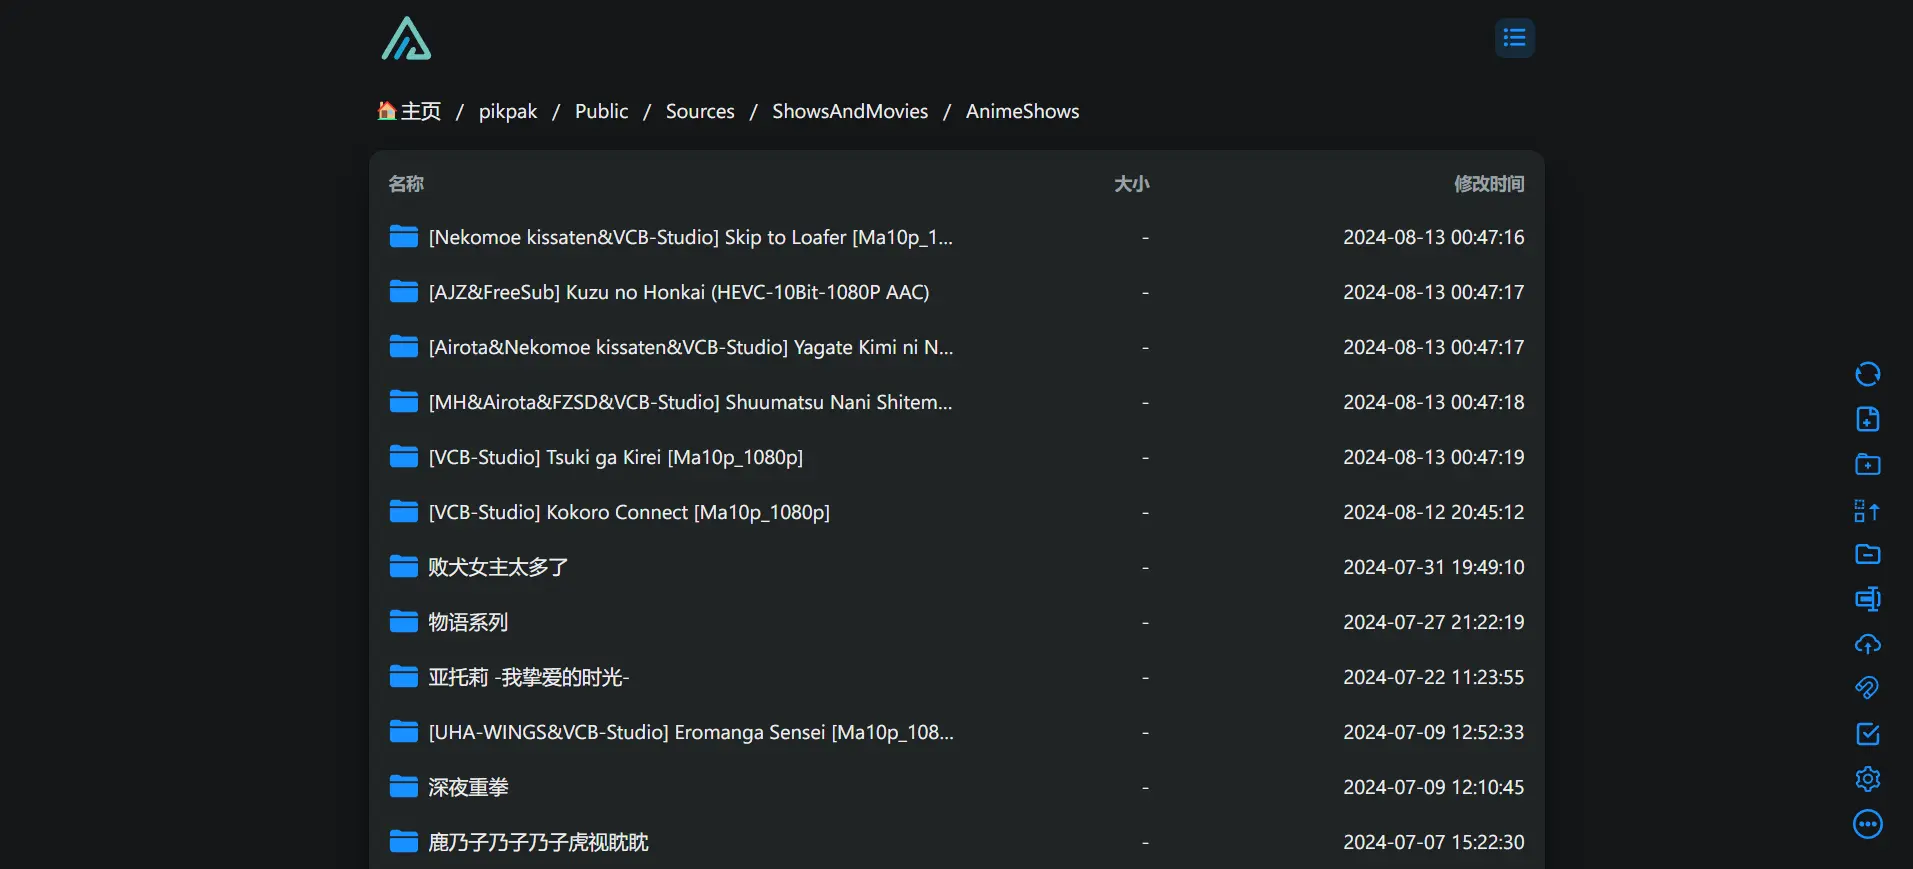 主页 / pikpak / Public / Sources / ShowsAndMovies / AnimeShows
名称 大小 修改时间
[Nekomoe kissaten&VCB-Studio] Skip to Loafer [Ma10p_1... - 2024-08-13 00:47:16
[AJZ&FreeSub] Kuzu no Honkai (HEVC-10Bit-1080P AAC) - 2024-08-13 00:47:17
[Airota&Nekomoe kissaten&VCB-Studio] Yagate Kimi ni N... - 2024-08-13 00:47:17
[MH&Airota&FZSD&VCB-Studio] Shuumatsu Nani Shitem... - 2024-08-13 00:47:18
[VCB-Studio] Tsuki ga Kirei [Ma10p_1080p] - 2024-08-13 00:47:19
[VCB-Studio] Kokoro Connect [Ma10p_1080p] - 2024-08-12 20:45:12
败犬女主太多了 - 2024-07-31 19:49:10
物语系列 - 2024-07-27 21:22:19
亚托莉 -我挚爱的时光- - 2024-07-22 11:23:55
[UHA-WINGS&VCB-Studio] Eromanga Sensei [Ma10p_108... - 2024-07-09 12:52:33
深夜重拳 - 2024-07-09 12:10:45
鹿乃子乃子乃子虎视眈眈 - 2024-07-07 15:22:30